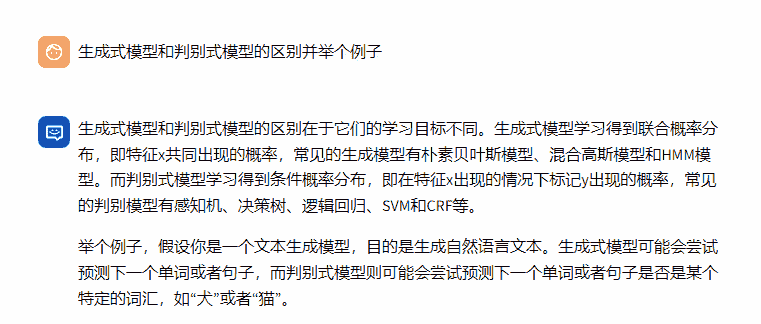 生成式模型和判别式模型的区别并举个例子
生成式模型和判别式模型的区别在于它们的学习目标不同。生成式模型学习得到联合概率分
布，即特征x共同出现的概率，常见的生成模型有朴素贝叶斯模型、混合高斯模型和HMM模
型。而判别式模型学习得到条件概率分布，即在特征x出现的情况下标记y出现的概率，常见
的判别模型有感知机、决策树、逻辑回归、SVM和CRF等。
举个例子，假设你是一个文本生成模型，目的是生成自然语言文本。生成式模型可能会尝试
预测下一个单词或者句子，而判别式模型则可能会尝试预测下一个单词或者句子是否是某个
特定的词汇，如“犬”或者“猫”。